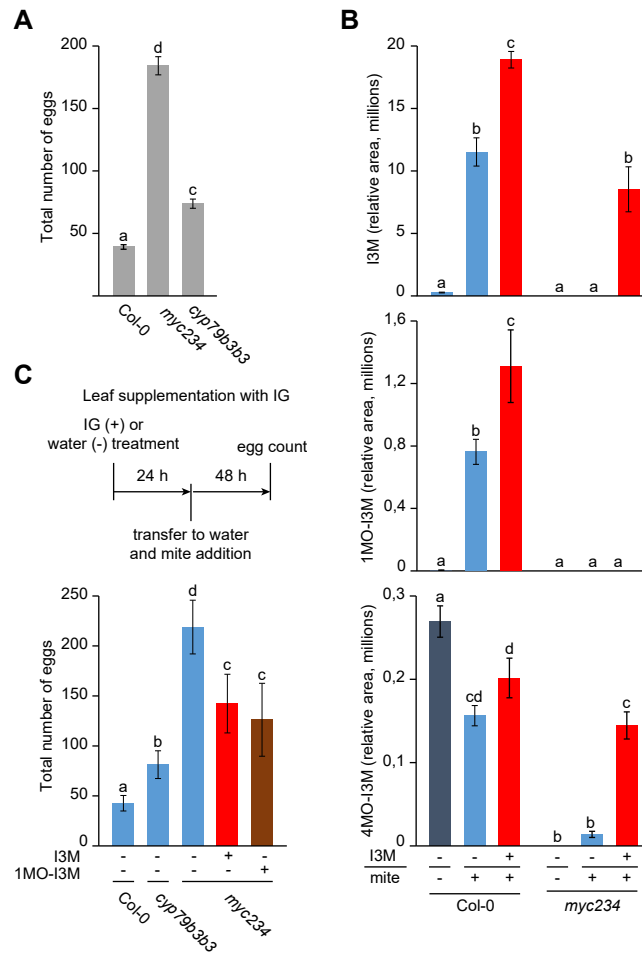 A
Total number of eggs
200
150
100
50
0
a
d
c
Col-0
myc234
cyp79b3b3
B
I3M (relative area, millions)
20
10
0
a
b
c
a
a
b
1MO-I3M (relative area, millions)
1,6
1,2
0,8
0,4
0
a
b
c
a
a
a
4MO-I3M (relative area, millions)
0,3
0,2
0,1
0
a
cd
d
b
b
c
I3M - - + - - +
mite - + + - + +
Col-0 myc234
C
Leaf supplementation with IG
IG (+) or
water (-) treatment
egg count
24 h 48 h
transfer to water
and mite addition
Total number of eggs
250
200
150
100
50
0
a
b
d
c
c
I3M - - - + -
1MO-I3M - - - - +
Col-0
cyp79b3b3
myc234